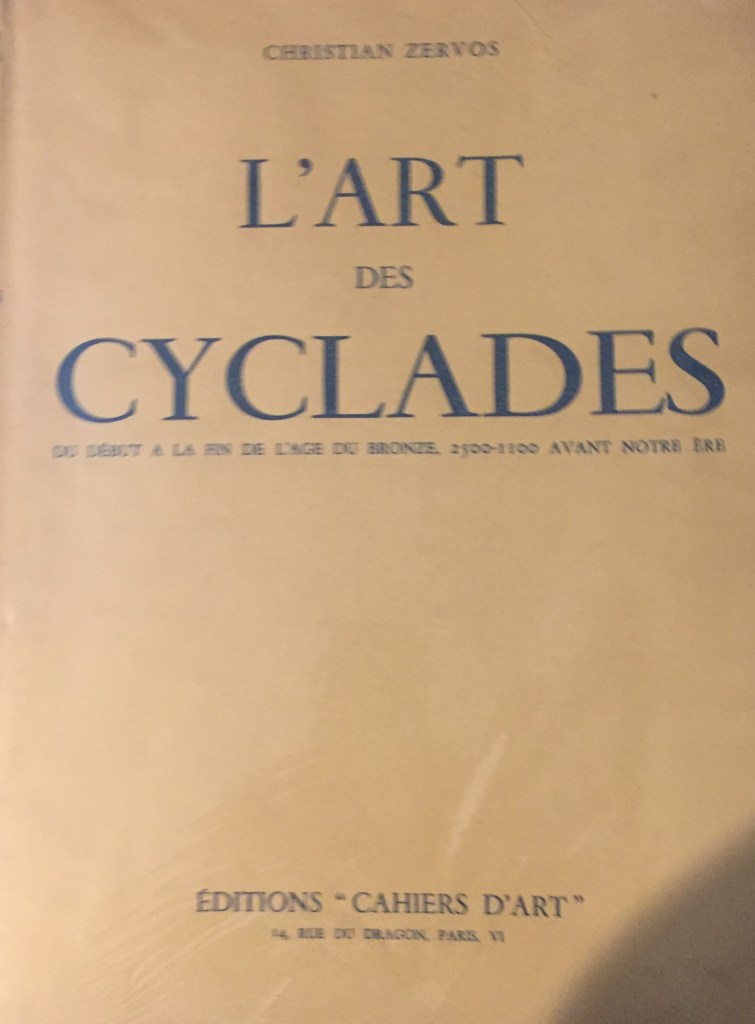 CHRISTIAN ZERVOS
L'ART
DES
CYCLADES
DU DÉBUT A LA FIN DE L'AGE DU BRONZE, 2500-1100 AVANT NOTRE ÈRE
ÉDITIONS "CAHIERS D'ART"
14, RUE DU DRAGON, PARIS, VI